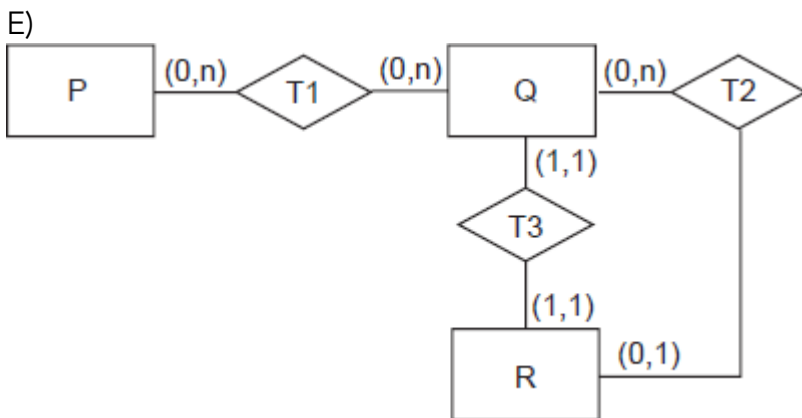 E)
P (0,n) T1 (0,n) Q (0,n) T2
(1,1)
T3
(1,1)
R (0,1)